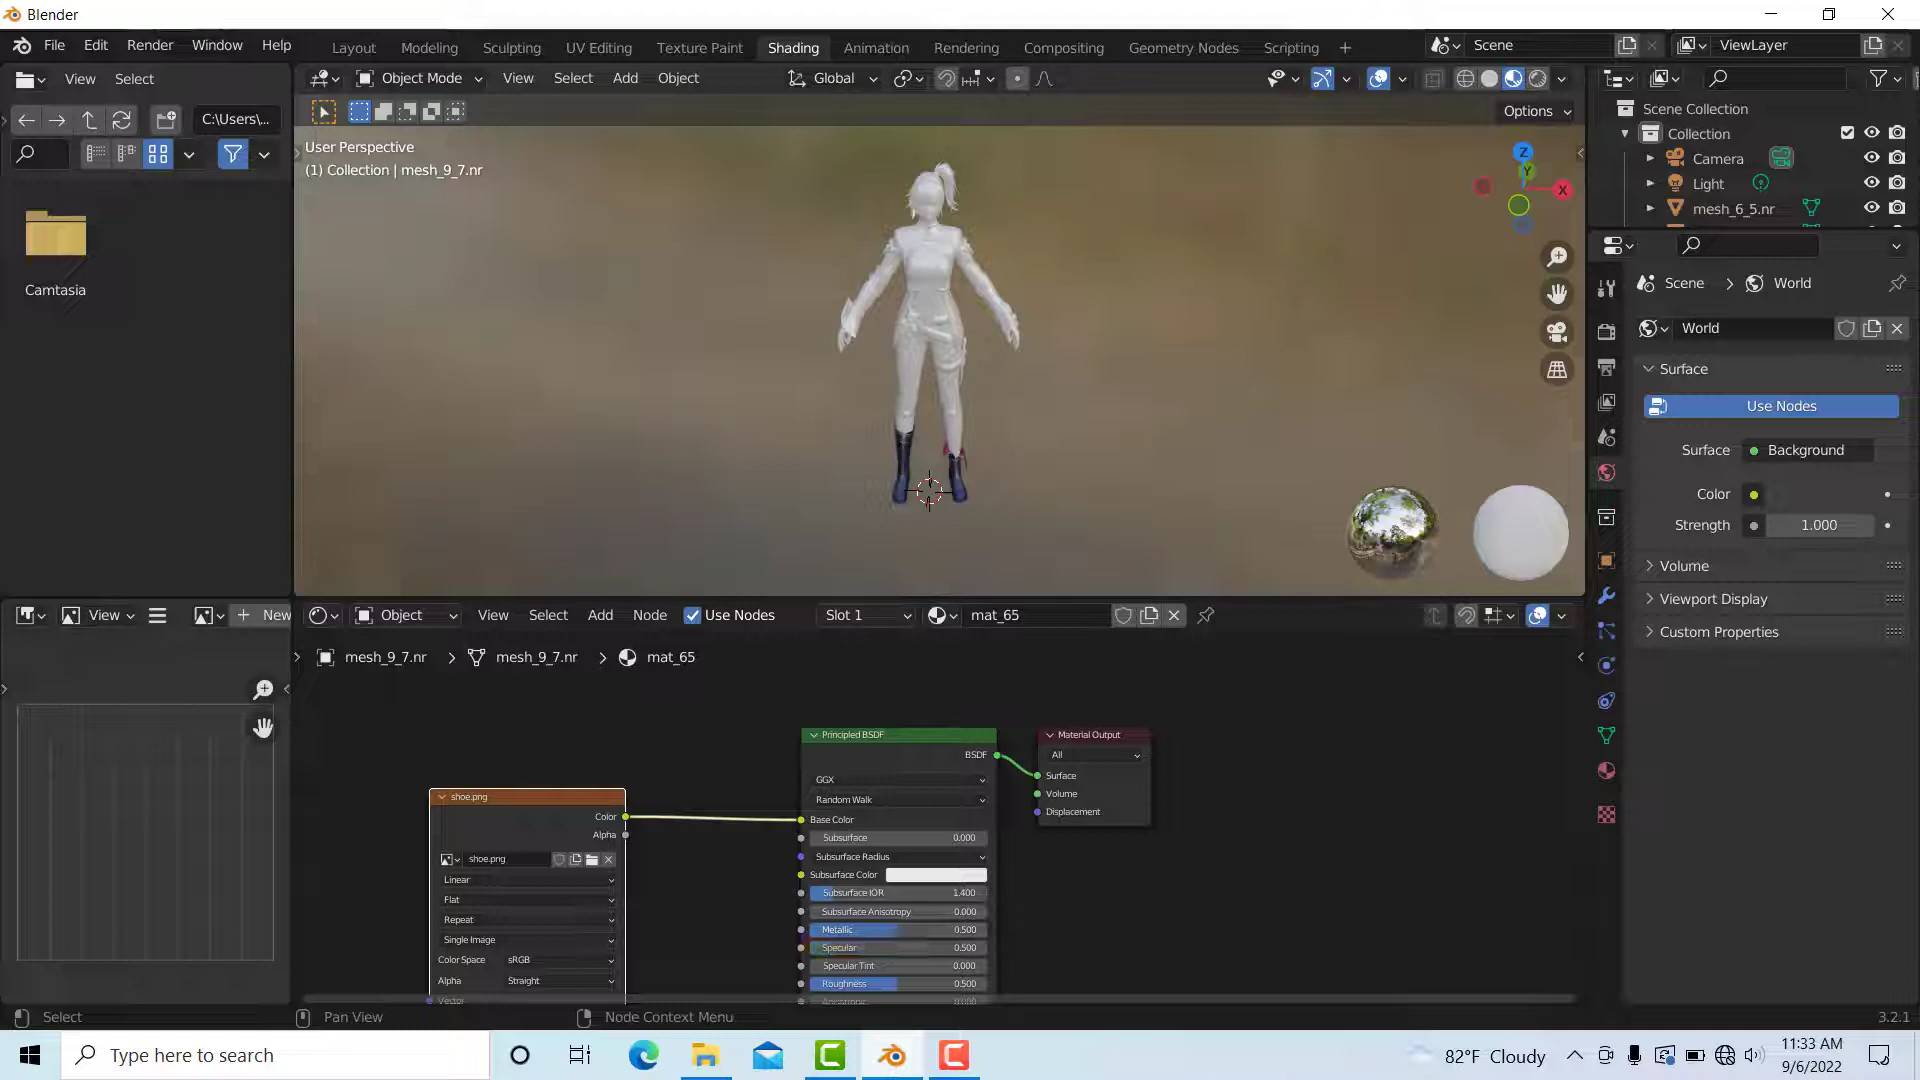 Blender
File Edit Render Window Help
Layout Modeling Sculpting UV Editing Texture Paint Shading Animation Rendering Compositing Geometry Nodes Scripting
Scene
ViewLayer
View Select
Object Mode View Select Add Object
Global
C:\Users\...
Options
Camtasia
User Perspective
(1) Collection | mesh_9_7.nr
Z
Y
X
Scene Collection
Collection
Camera
Light
mesh_6_5.nr
Scene World
World
Surface
Use Nodes
Surface Background
Color
Strength 1.000
Volume
Viewport Display
Custom Properties
View New
Object View Select Add Node Use Nodes Slot 1 mat_65
mesh_9_7.nr mesh_9_7.nr mat_65
shoe.png
Color
Alpha
shoe.png
Linear
Flat
Repeat
Single Image
Color Space sRGB
Alpha Straight
Vector
Principled BSDF
BSDF
GGX
Random Walk
Base Color
Subsurface 0.000
Subsurface Radius
Subsurface Color
Subsurface IOR 1.400
Subsurface Anisotropy 0.000
Metallic 0.500
Specular 0.500
Specular Tint 0.000
Roughness 0.500
Material Output
All
Surface
Volume
Displacement
Select Pan View Node Context Menu 3.2.1
Type here to search
82°F Cloudy
11:33 AM
9/6/2022